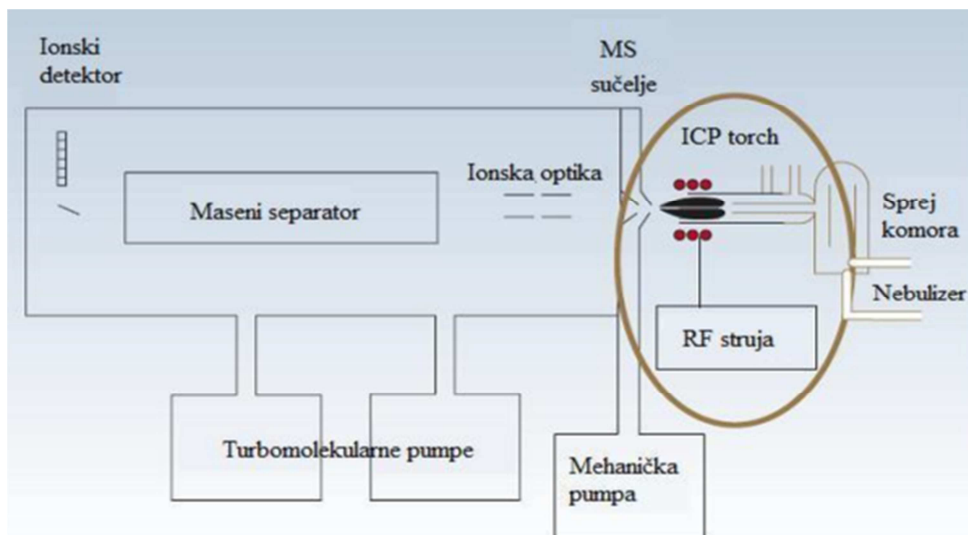 Ionski
detektor
MS
sučelje
ICP torch
Ionska optika
Maseni separator
Sprej
komora
Nebulizer
RF struja
Turbomolekularne pumpe
Mehanička
pumpa